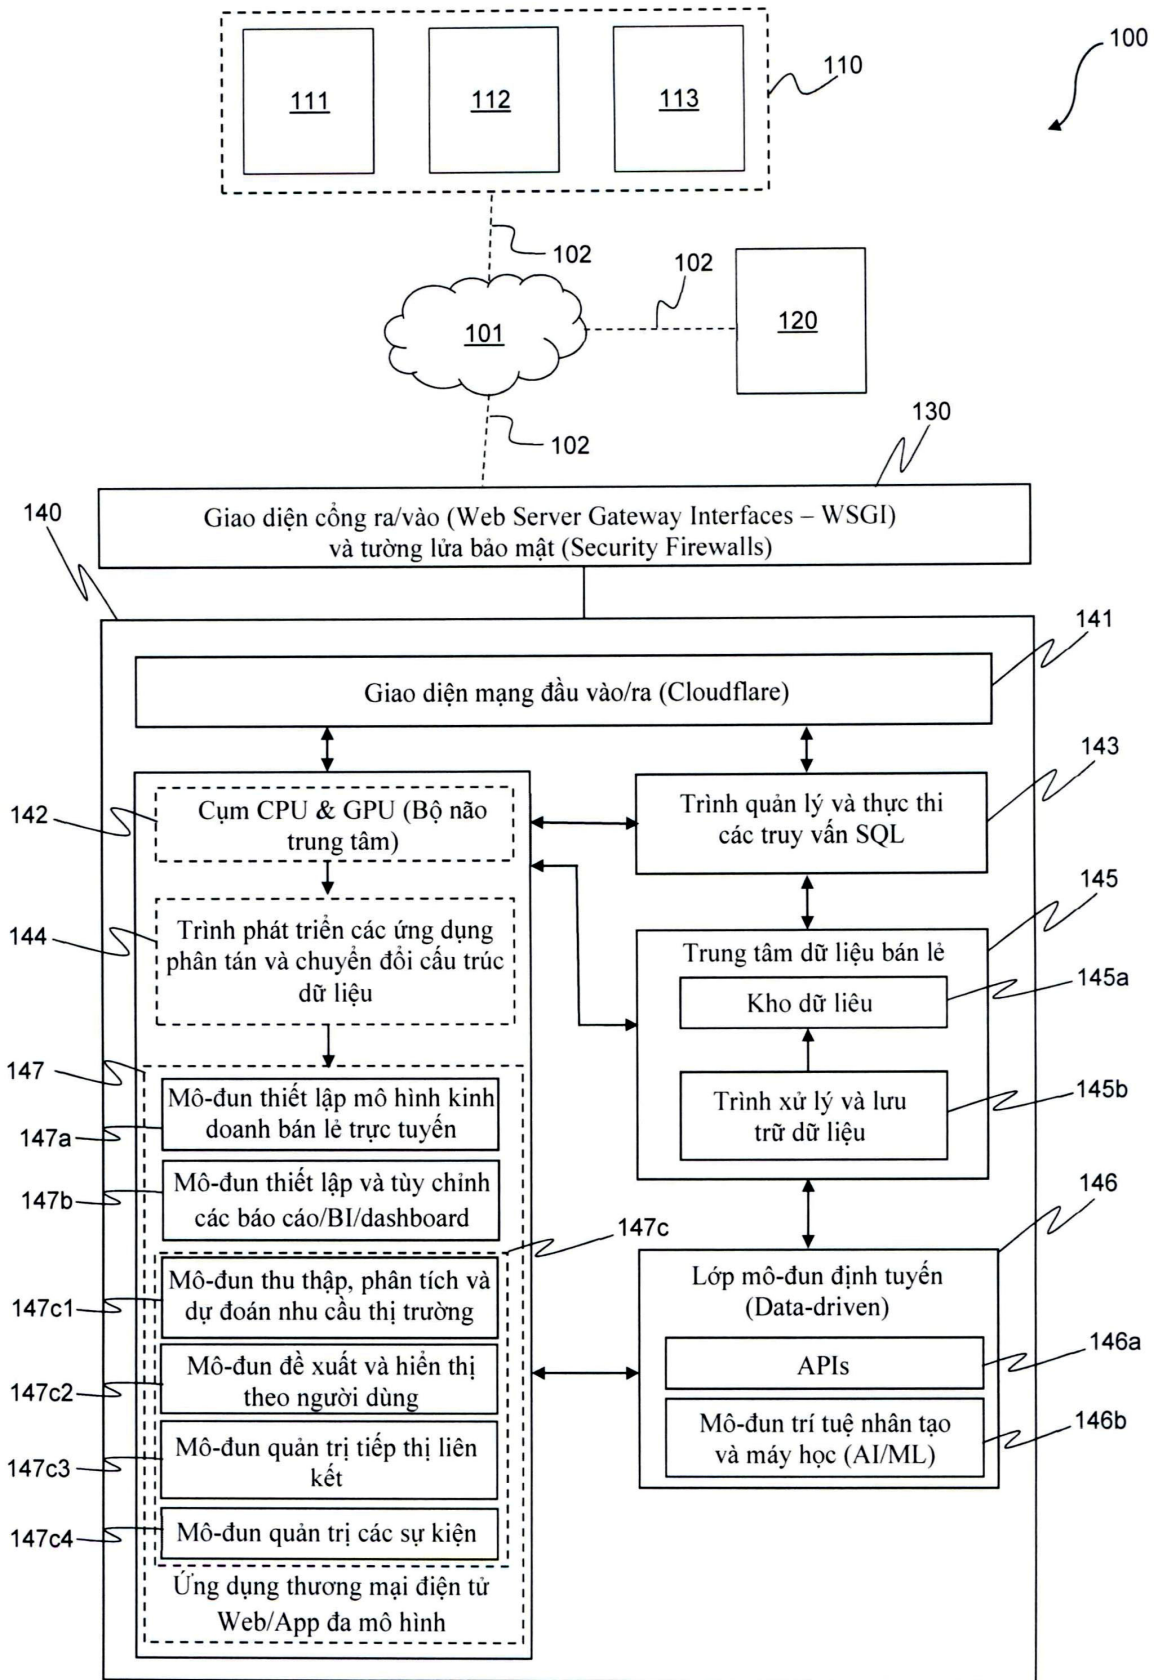 100
110
111
112
113
102
102
101
120
102
130
140
Giao diện cổng ra/vào (Web Server Gateway Interfaces – WSGI)
và tường lửa bảo mật (Security Firewalls)
141
Giao diện mạng đầu vào/ra (Cloudflare)
143
142
Cụm CPU & GPU (Bộ não
trung tâm)
Trình quản lý và thực thi
các truy vấn SQL
145
144
Trình phát triển các ứng dụng
phân tán và chuyển đổi cấu trúc
dữ liệu
Trung tâm dữ liệu bán lẻ
145a
Kho dữ liêu
147
145b
Trình xử lý và lưu
trữ dữ liệu
Mô-đun thiết lập mô hình kinh
doanh bán lẻ trực tuyến
147a
Mô-đun thiết lập và tùy chỉnh
các báo cáo/BI/dashboard
147b
146
147c
Mô-đun thu thập, phân tích và
dự đoán nhu cầu thị trường
147c1
Lớp mô-đun định tuyến
(Data-driven)
146a
APIs
Mô-đun đề xuất và hiển thị
theo người dùng
147c2
146b
Mô-đun trí tuệ nhân tạo
và máy học (AI/ML)
Mô-đun quản trị tiếp thị liên
kết
147c3
Mô-đun quản trị các sự kiện
147c4
Ứng dụng thương mại điện tử
Web/App đa mô hình